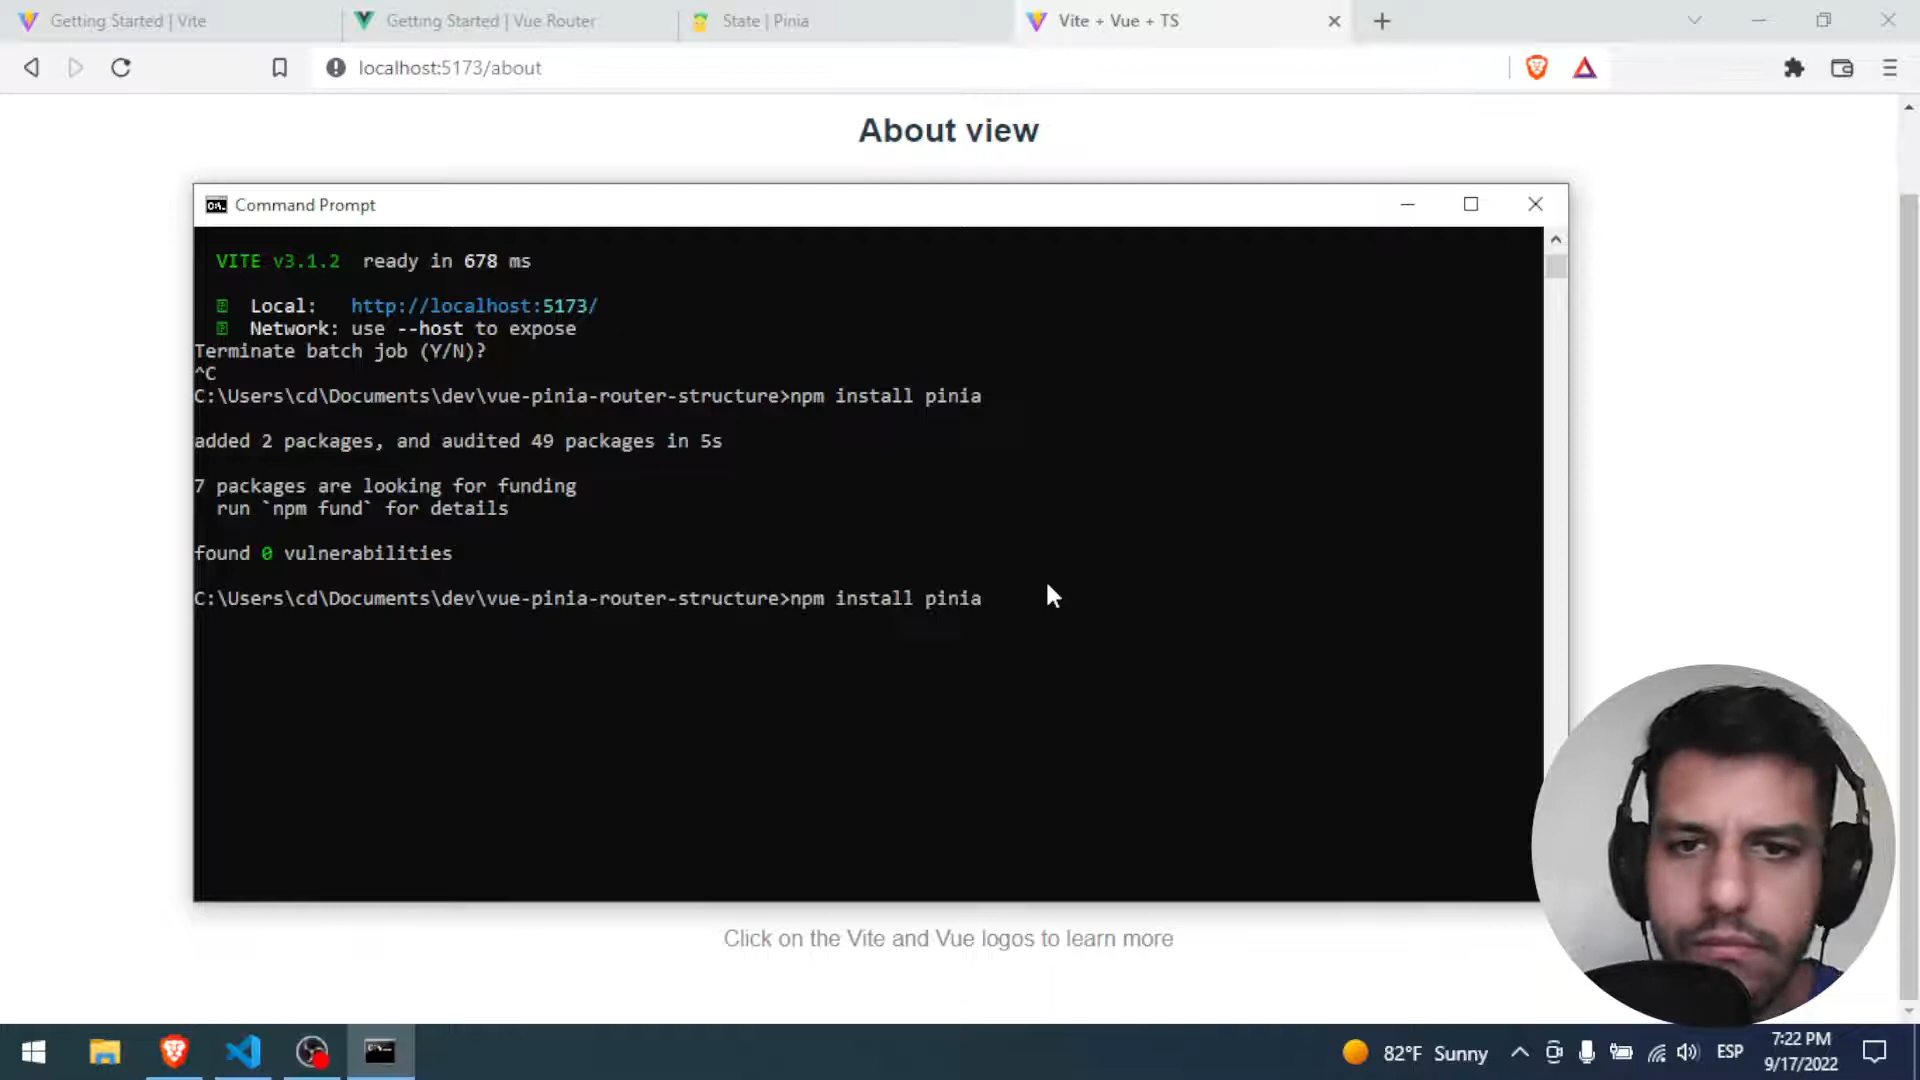 Getting Started | Vite
Getting Started | Vue Router
State | Pinia
Vite + Vue + TS
localhost:5173/about
About view
Command Prompt
VITE v3.1.2 ready in 678 ms
Local: http://localhost:5173/
Network: use --host to expose
Terminate batch job (Y/N)?
^C
C:\Users\cd\Documents\dev\vue-pinia-router-structure>npm install pinia
added 2 packages, and audited 49 packages in 5s
7 packages are looking for funding
run `npm fund` for details
found 0 vulnerabilities
C:\Users\cd\Documents\dev\vue-pinia-router-structure>npm install pinia
Click on the Vite and Vue logos to learn more
82°F Sunny
ESP
7:22 PM
9/17/2022